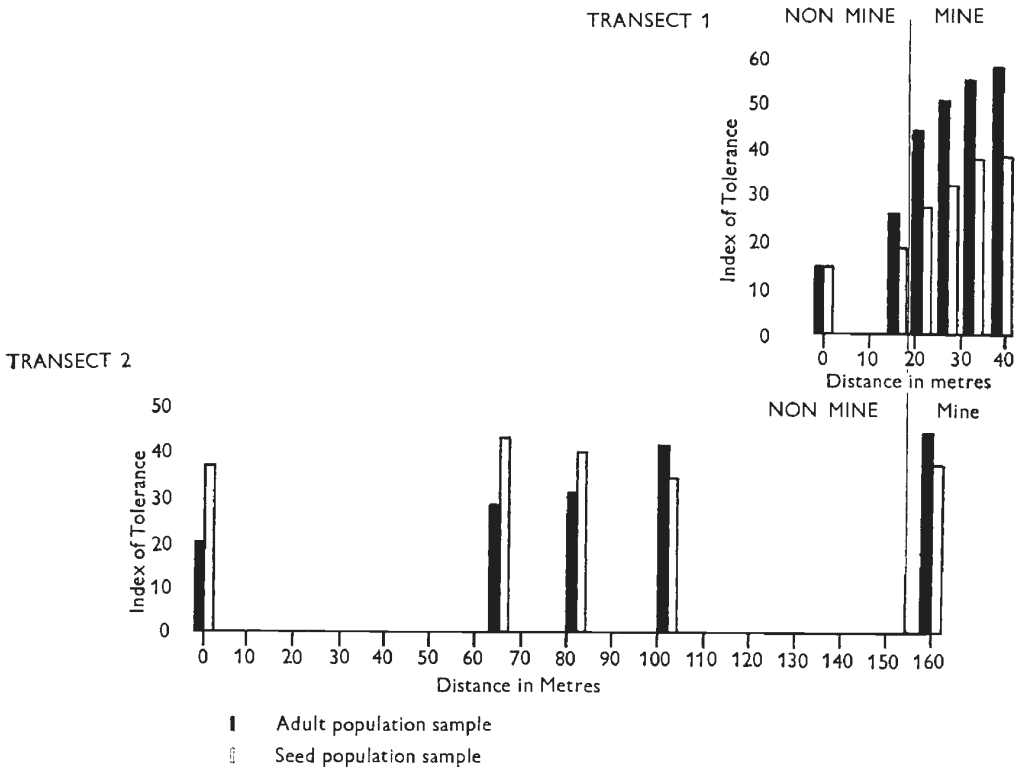 TRANSECT 1
NON MINE MINE
60
50
40
30
20
10
0
Index of Tolerance
0 10 20 30 40
Distance in metres
TRANSECT 2
NON MINE Mine
50
40
30
20
10
0
Index of Tolerance
0 10 20 30 40 50 60 70 80 90 100 110 120 130 140 150 160
Distance in Metres
Adult population sample
Seed population sample